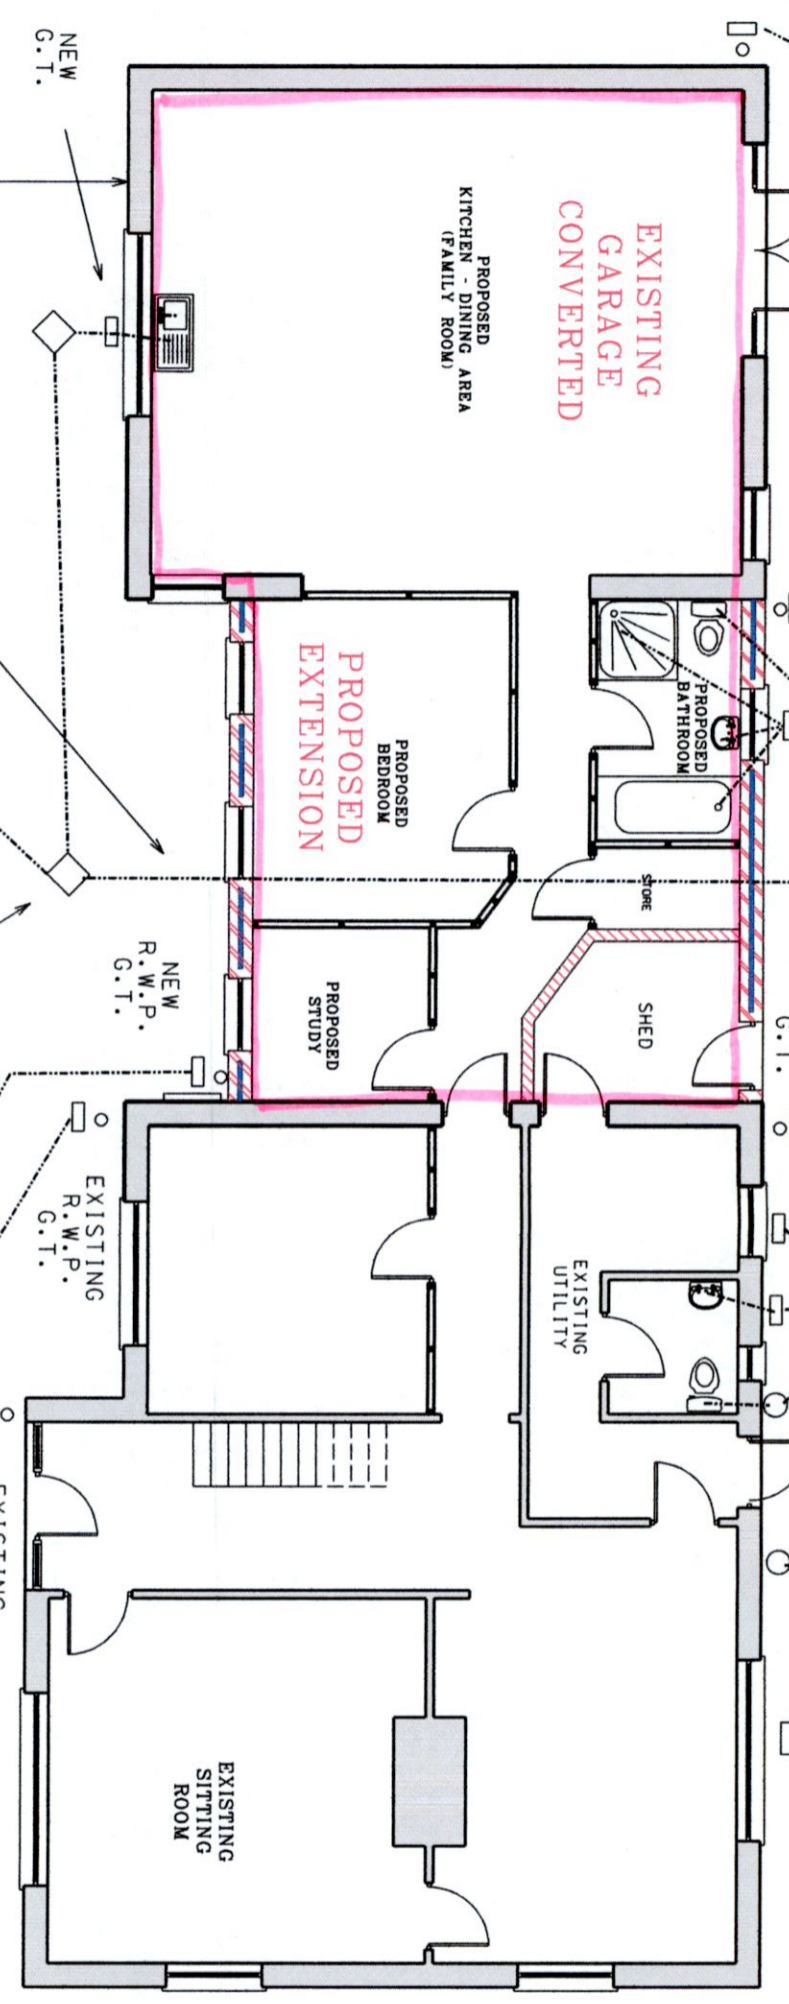 NEW
G.T.
EXISTING
GARAGE
CONVERTED
PROPOSED
KITCHEN - DINING AREA
(FAMILY ROOM)
PROPOSED
BATHROOM
PROPOSED
EXTENSION
PROPOSED
BEDROOM
STORE
SHED
G.T.
PROPOSED
STUDY
NEW
R.W.P.
G.T.
EXISTING
R.W.P.
G.T.
EXISTING
UTILITY
EXISTING
SITTING
ROOM